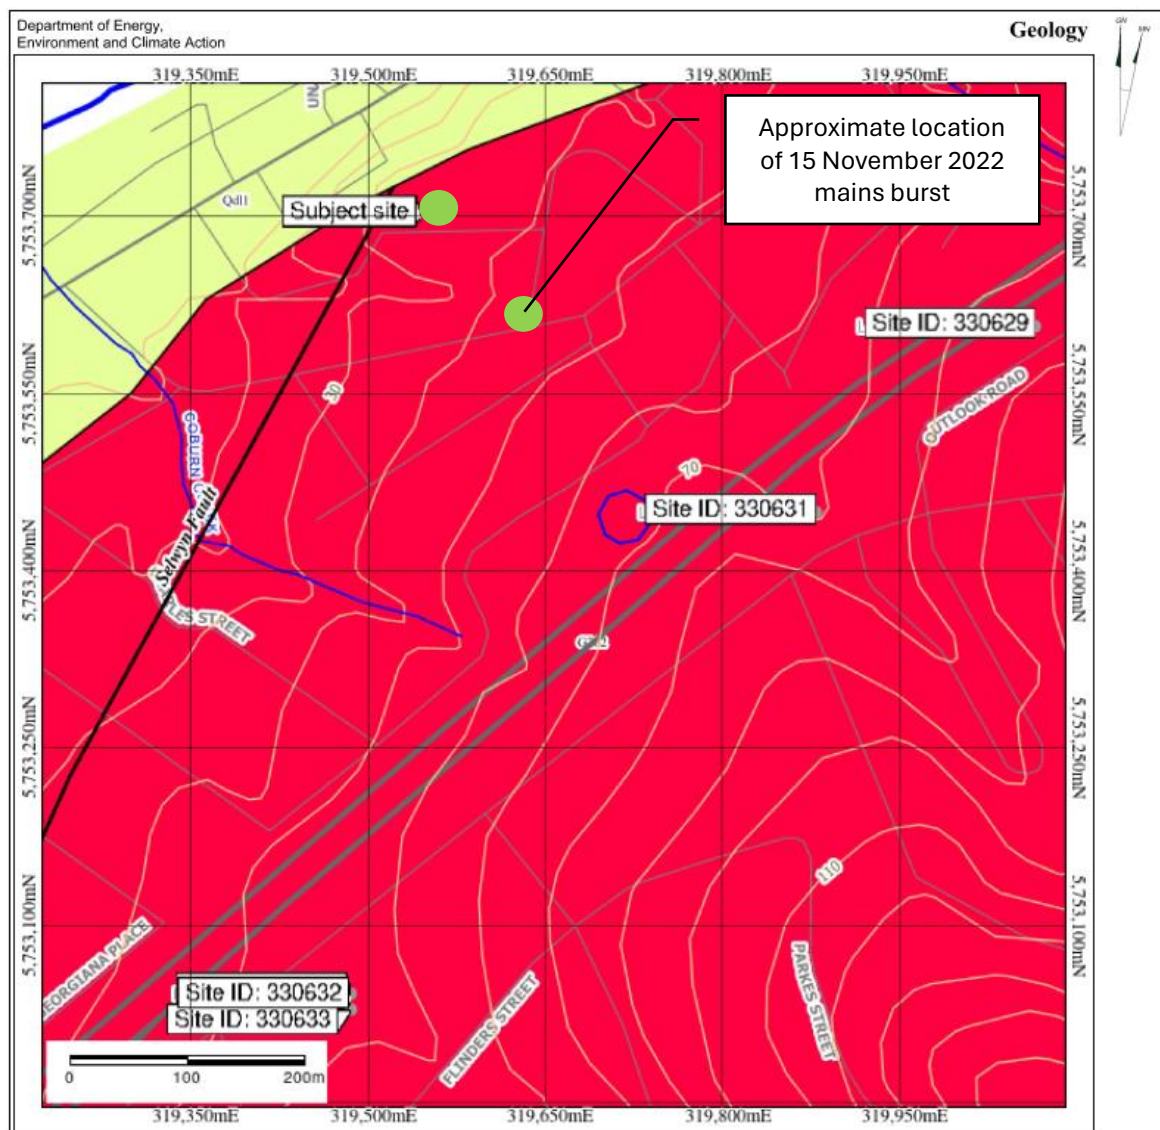 Department of Energy,
Environment and Climate Action
Geology
GN
MN
319,350mE 319,500mE 319,650mE 319,800mE 319,950mE
Approximate location
of 15 November 2022
mains burst
5,753,700mN
5,753,700mN
UN
Qdl1
Subject site
Site ID: 330629
5,753,550mN
5,753,550mN
30
OUTLOOK ROAD
COBURN
70
Site ID: 330631
5,753,400mN
5,753,400mN
Selwyn Fault
STREET
5,753,250mN
5,753,250mN
110
5,753,100mN
5,753,100mN
GEORGIANA PLACE
PARKES STREET
FLINDERS STREET
Site ID: 330632
Site ID: 330633
0 100 200m
319,350mE 319,500mE 319,650mE 319,800mE 319,950mE